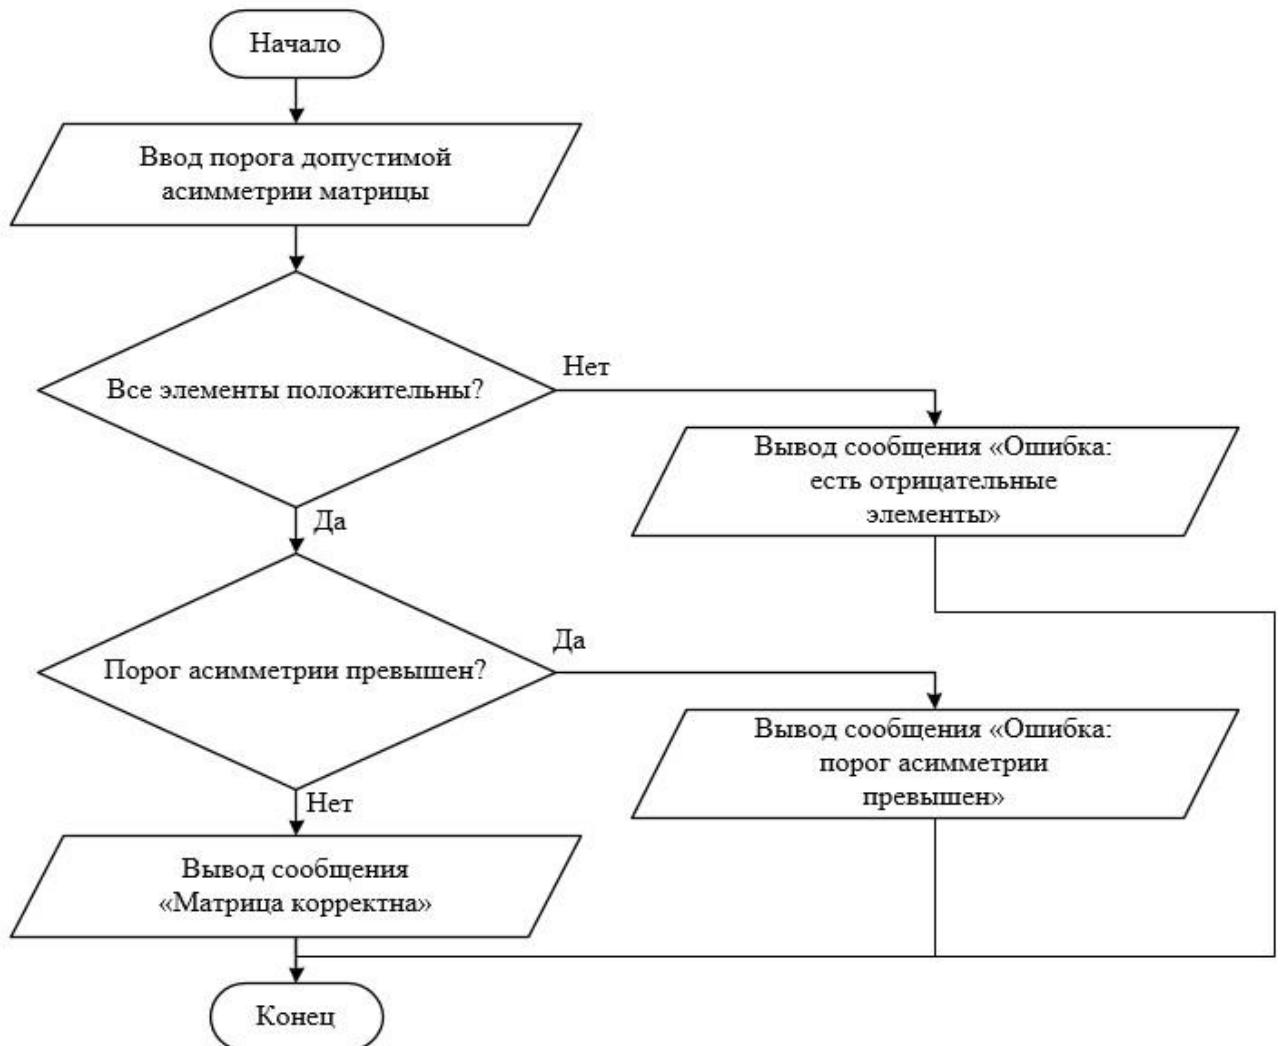 Начало
Ввод порога допустимой
асимметрии матрицы
Все элементы положительны?
Нет
Вывод сообщения «Ошибка:
есть отрицательные
элементы»
Да
Порог асимметрии превышен?
Да
Вывод сообщения «Ошибка:
порог асимметрии
превышен»
Нет
Вывод сообщения
«Матрица корректна»
Конец